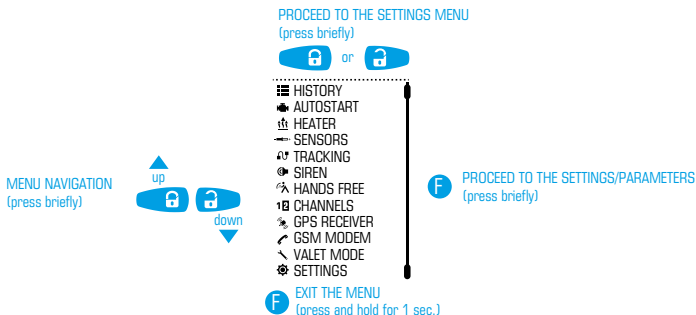 PROCEED TO THE SETTINGS MENU
(press briefly)
or
HISTORY
AUTOSTART
HEATER
SENSORS
TRACKING
SIREN
HANDS FREE
12 CHANNELS
GPS RECEIVER
GSM MODEM
VALET MODE
SETTINGS
up
MENU NAVIGATION
(press briefly)
down
F PROCEED TO THE SETTINGS/PARAMETERS
(press briefly)
F EXIT THE MENU
(press and hold for 1 sec.)